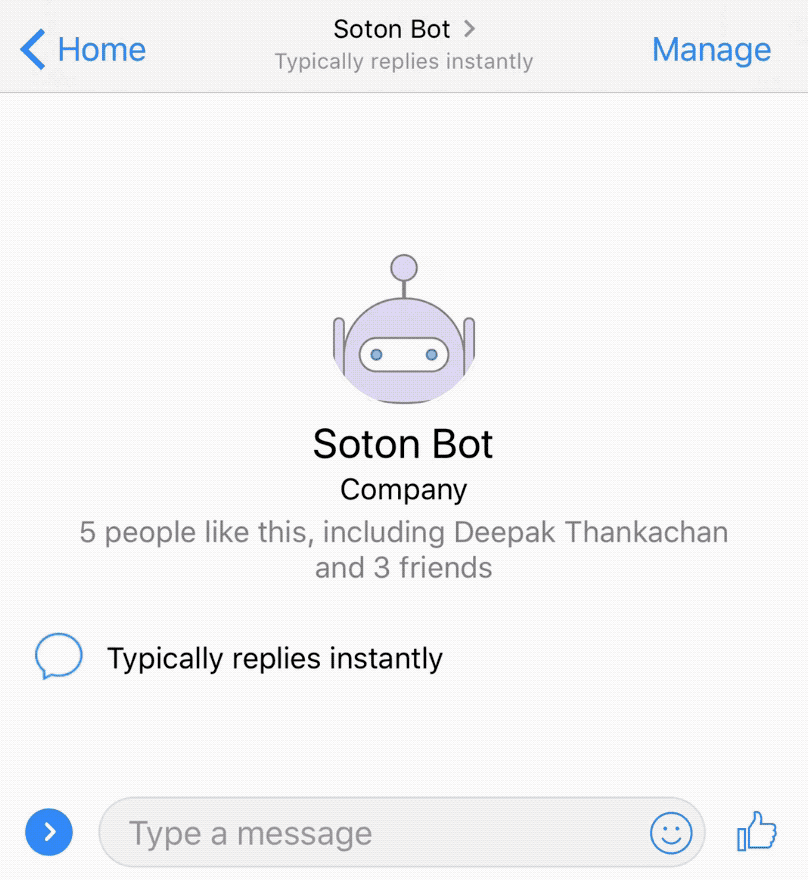 Home
Soton Bot
Typically replies instantly
Manage
Soton Bot
Company
5 people like this, including Deepak Thankachan
and 3 friends
Typically replies instantly
Type a message